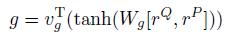 g = v_g^T(tanh(W_g[r^Q, r^P]))